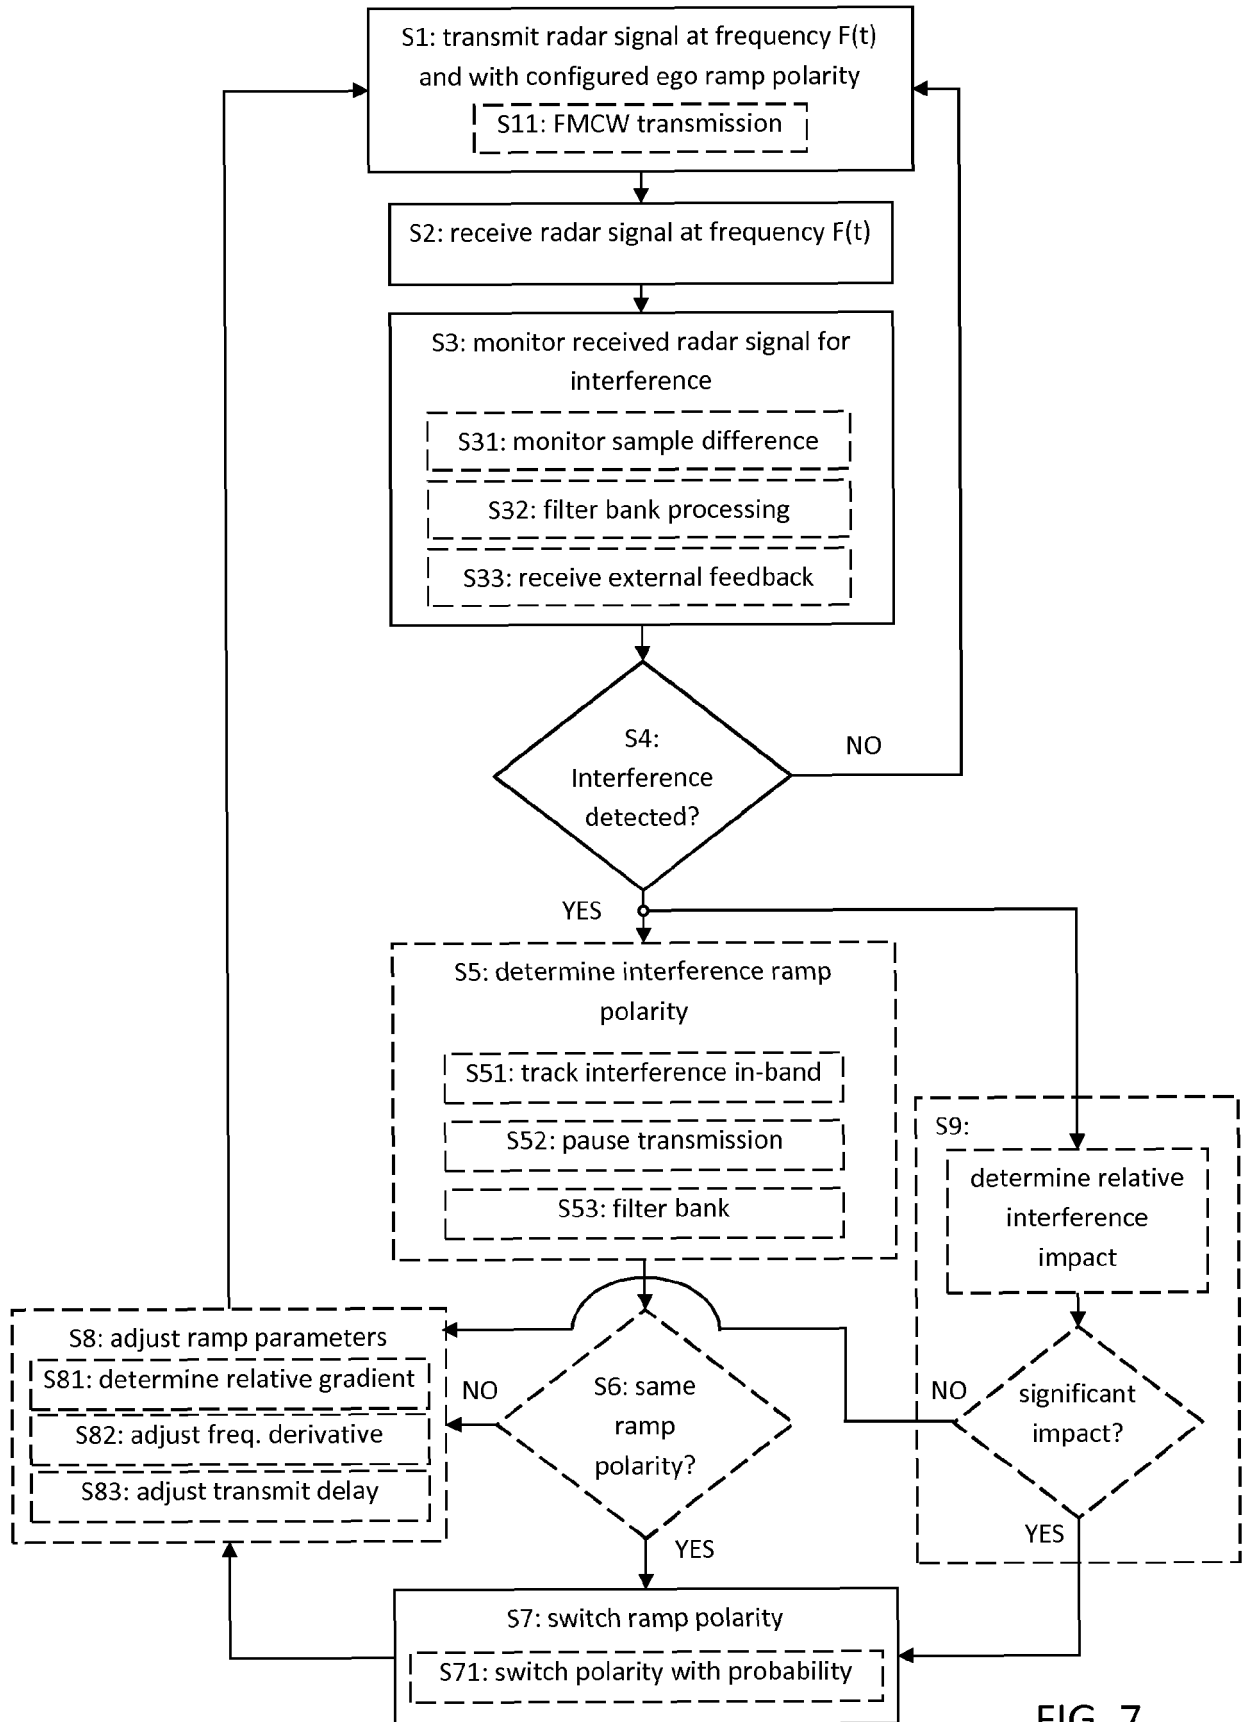 S1: transmit radar signal at frequency F(t)
and with configured ego ramp polarity
S11: FMCW transmission
S2: receive radar signal at frequency F(t)
S3: monitor received radar signal for
interference
S31: monitor sample difference
S32: filter bank processing
S33: receive external feedback
S4:
Interference
detected?
NO
YES
S5: determine interference ramp
polarity
S51: track interference in-band
S52: pause transmission
S53: filter bank
S9:
determine relative
interference
impact
significant
impact?
NO
YES
S8: adjust ramp parameters
S81: determine relative gradient
S82: adjust freq. derivative
S83: adjust transmit delay
NO
S6: same
ramp
polarity?
YES
S7: switch ramp polarity
S71: switch polarity with probability
FIG. 7